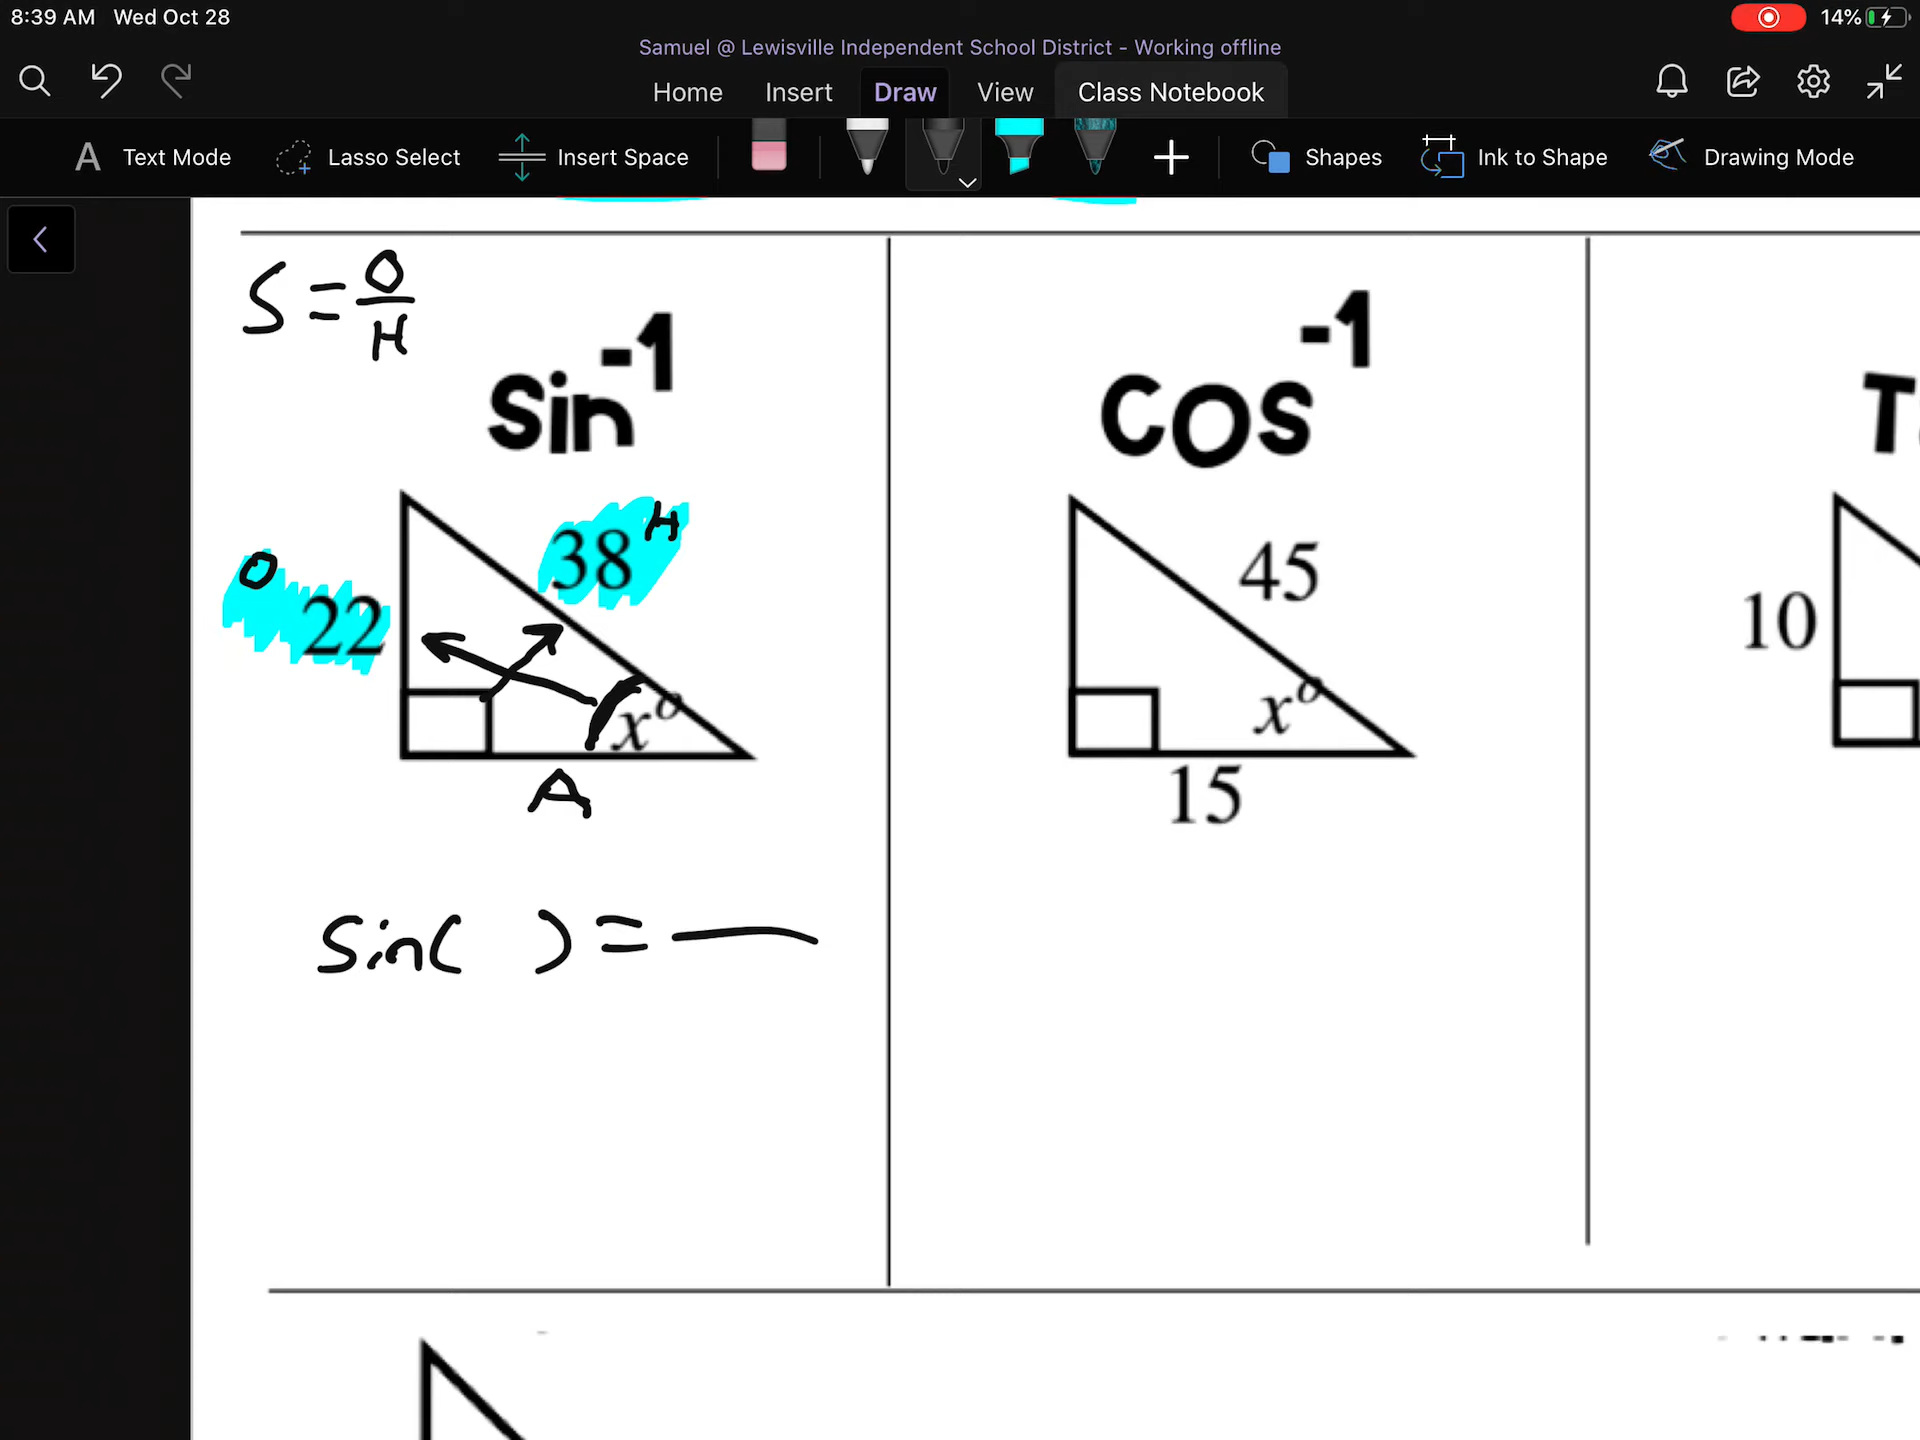 8:39 AM Wed Oct 28
14%
Samuel @ Lewisville Independent School District - Working offline
Home Insert Draw View Class Notebook
A Text Mode Lasso Select Insert Space Shapes Ink to Shape Drawing Mode
S = O/H
sin-1
38 H
O
22
x°
A
sin( ) =
cos-1
45
x°
15
10